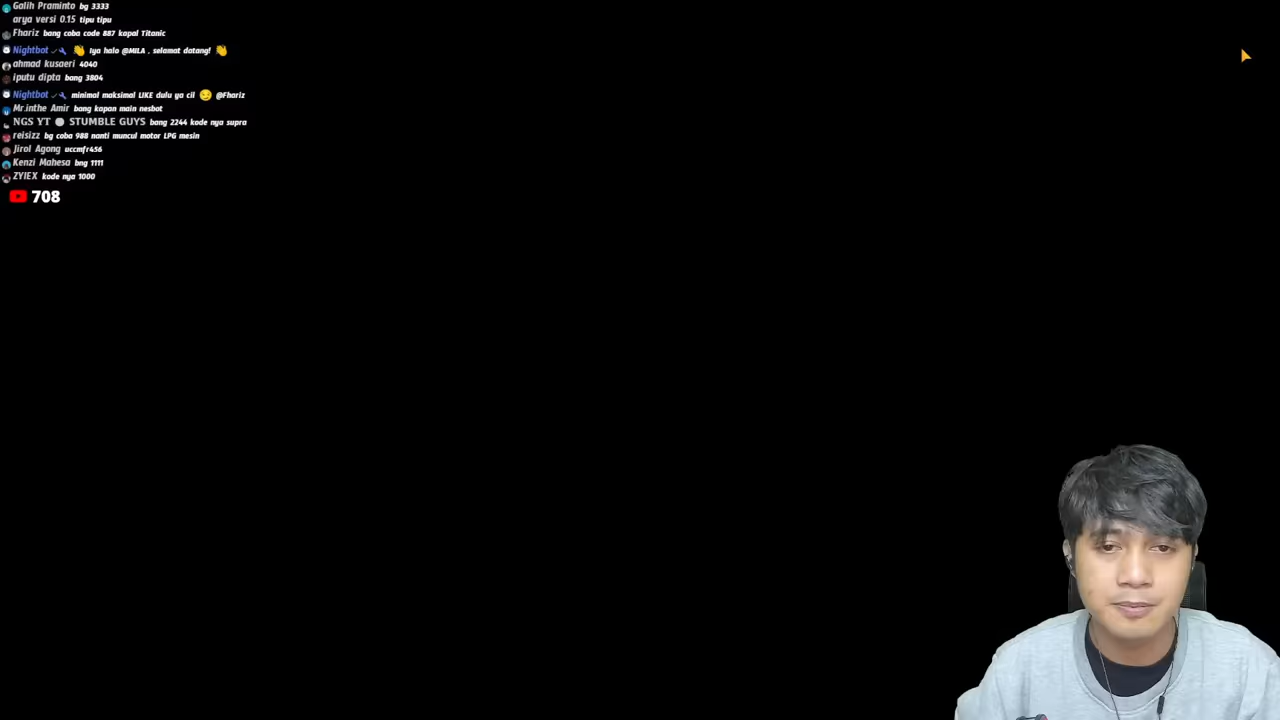 Galih Praminto bg 3333
arya versi 0.15 tipu tipu
Fhariz bang coba code 887 kapal Titanic
Nightbot 👋 Iya halo @MILA , selamat datang! 👋
ahmad kusaeri 4040
iputu dipta bang 3804
Nightbot minimal maksimal LIKE dulu ya cil 😏 @Fhariz
Mr.inthe Amir bang kapan main nesbot
NGS YT STUMBLE GUYS bang 2244 kode nya supra
reisizz bg coba 988 nanti muncul motor LPG mesin
Jirol Agong uccmfr456
Kenzi Mahesa bng 1111
ZYIEX kode nya 1000
708